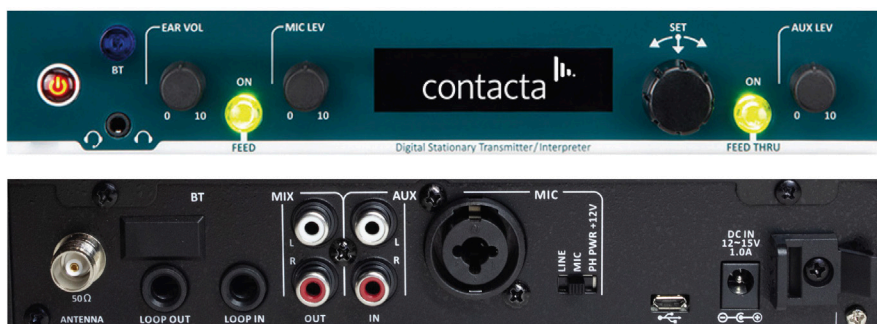 EAR VOL
MIC LEV
SET
AUX LEV
BT
ON
ON
contacta
0 10
0 10
0 10
FEED
Digital Stationary Transmitter/Interpreter
FEED THRU
BT
MIX
AUX
MIC
L
L
R
R
LINE
MIC
PH PWR +12V
DC IN
12~15V
1.0A
50Ω
ANTENNA
LOOP OUT
LOOP IN
OUT
IN